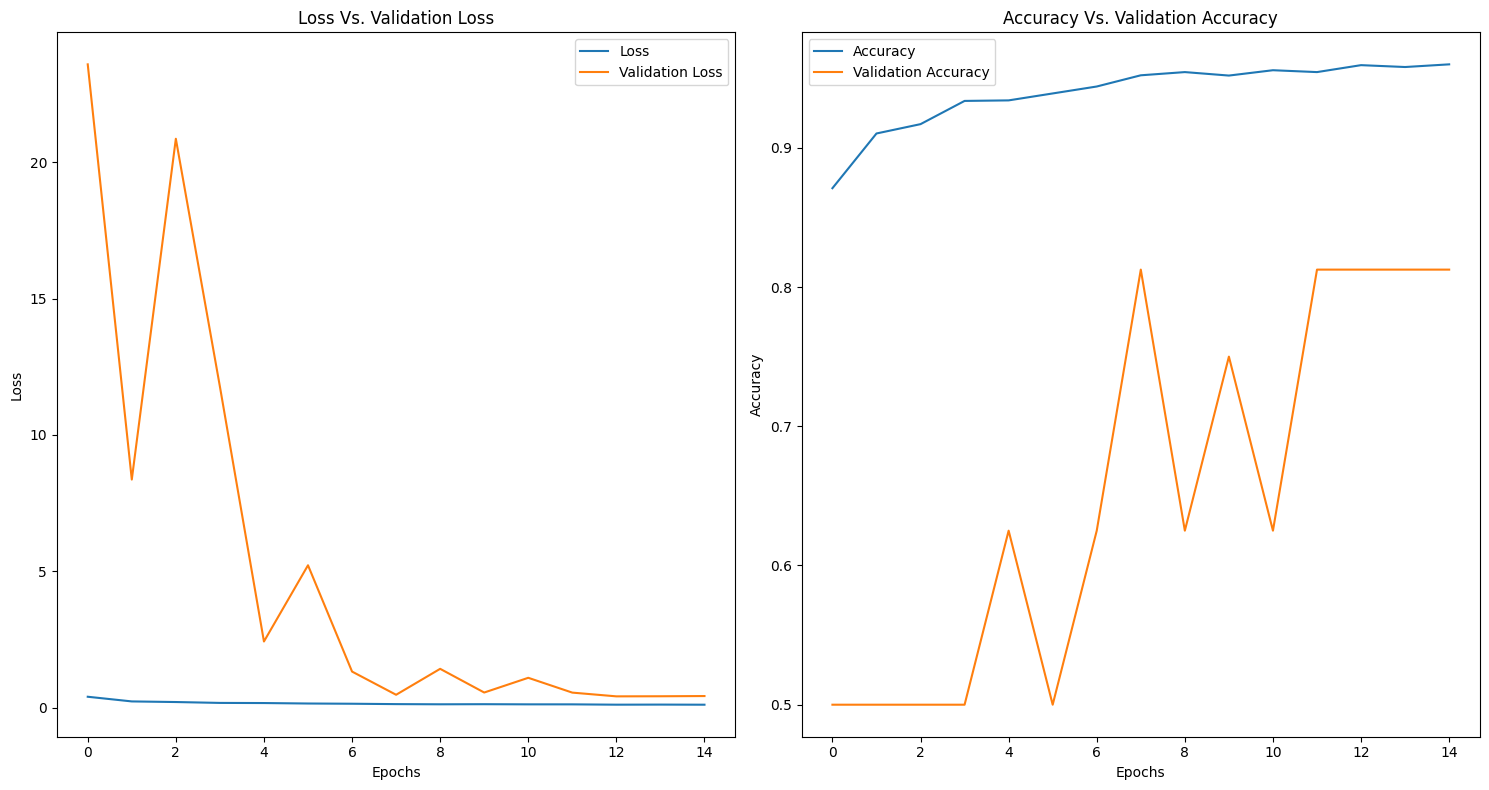 Loss Vs. Validation Loss
Loss
Validation Loss
20
15
10
5
0
Loss
0 2 4 6 8 10 12 14
Epochs
Accuracy Vs. Validation Accuracy
Accuracy
Validation Accuracy
0.9
0.8
0.7
0.6
0.5
Accuracy
0 2 4 6 8 10 12 14
Epochs